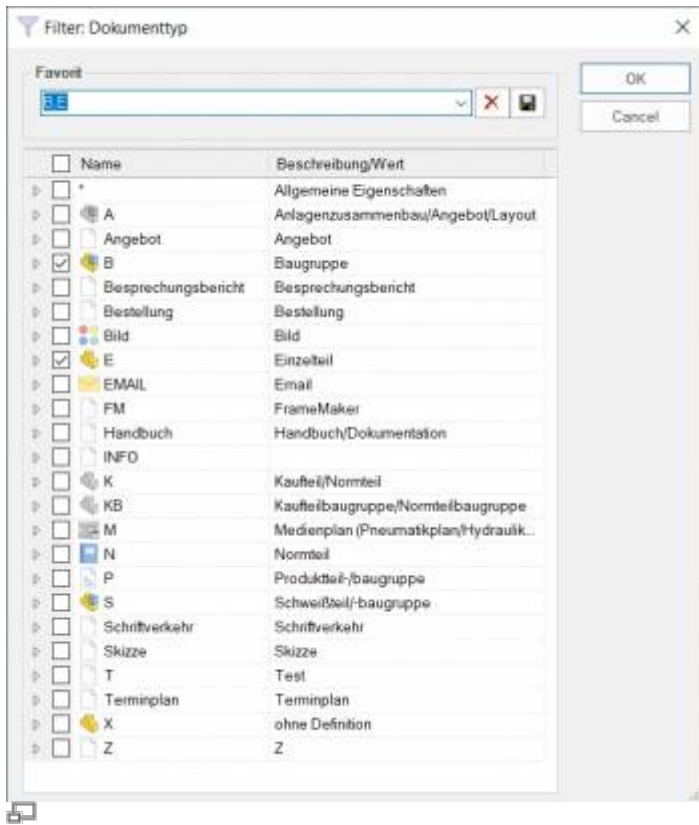 Filter: Dokumenttyp
Favorit
B;E
OK
Cancel
Name Beschreibung/Wert
* Allgemeine Eigenschaften
A Anlagenzusammenbau/Angebot/Layout
Angebot Angebot
B Baugruppe
Besprechungsbericht Besprechungsbericht
Bestellung Bestellung
Bild Bild
E Einzelteil
EMAIL Email
FM FrameMaker
Handbuch Handbuch/Dokumentation
INFO
K Kaufteil/Normteil
KB Kaufteilbaugruppe/Normteilbaugruppe
M Medienplan (Pneumatikplan/Hydraulik...
N Normteil
P Produktteil-/baugruppe
S Schweißteil/-baugruppe
Schriftverkehr Schriftverkehr
Skizze Skizze
T Test
Terminplan Terminplan
X ohne Definition
Z Z